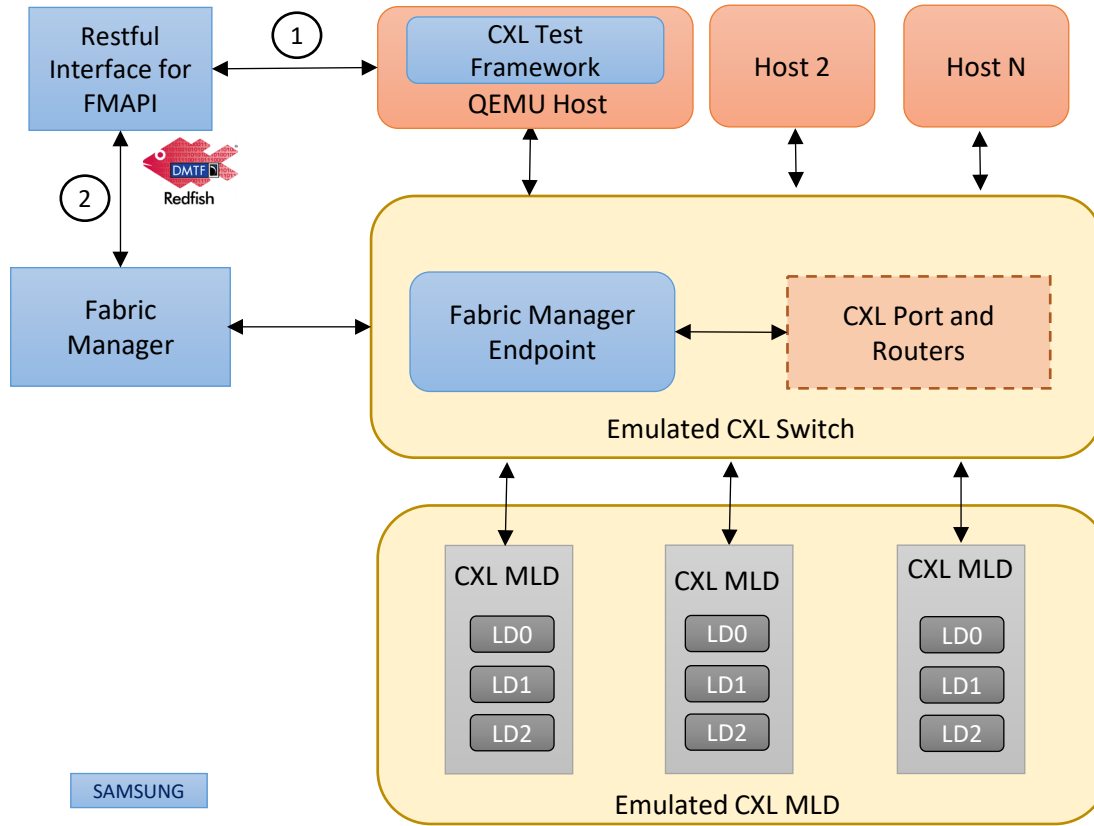 Restful
Interface for
FMAPI
1
CXL Test
Framework
QEMU Host
Host 2
Host N
2
DMTF
Redfish
Fabric
Manager
Fabric Manager
Endpoint
CXL Port and
Routers
Emulated CXL Switch
CXL MLD
LD0
LD1
LD2
CXL MLD
LD0
LD1
LD2
CXL MLD
LD0
LD1
LD2
SAMSUNG
Emulated CXL MLD